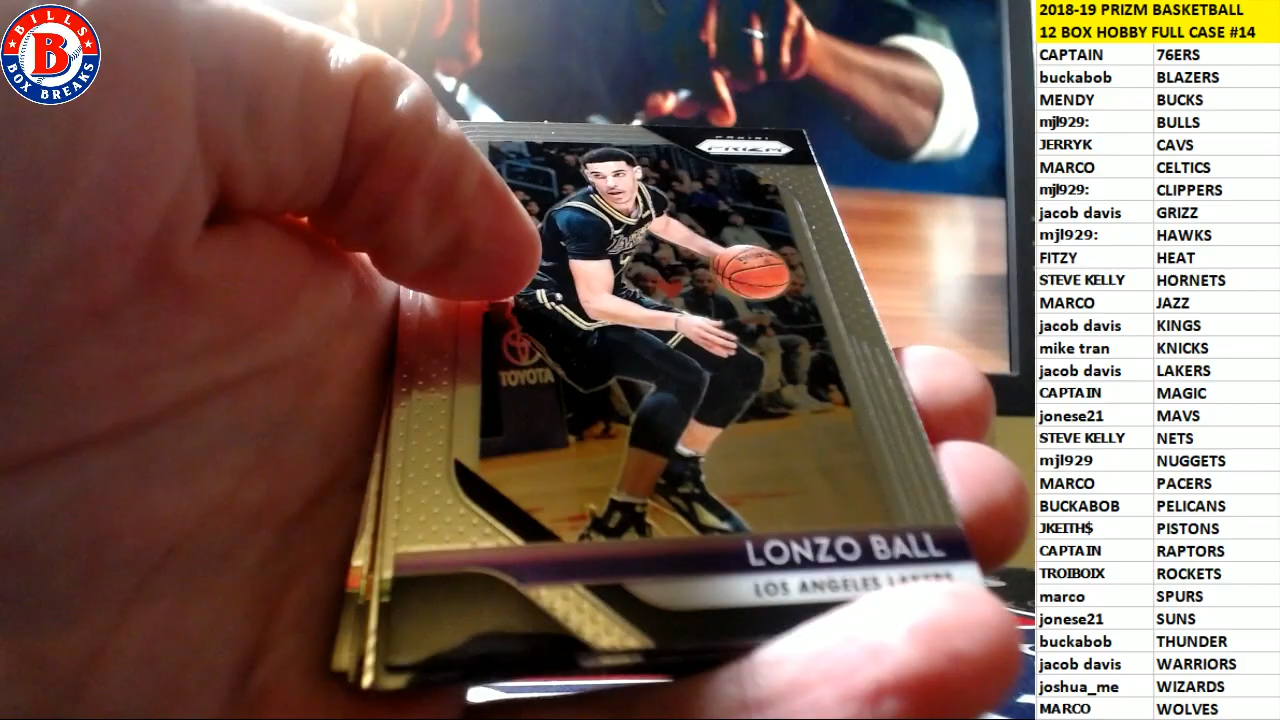 BILLS
B
BOX BREAKS
PANINI
PRIZM
TOYOTA
LONZO BALL
LOS ANGELES LAKERS
2018-19 PRIZM BASKETBALL
12 BOX HOBBY FULL CASE #14
CAPTAIN 76ERS
buckabob BLAZERS
MENDY BUCKS
mjl929: BULLS
JERRYK CAVS
MARCO CELTICS
mjl929: CLIPPERS
jacob davis GRIZZ
mjl929: HAWKS
FITZY HEAT
STEVE KELLY HORNETS
MARCO JAZZ
jacob davis KINGS
mike tran KNICKS
jacob davis LAKERS
CAPTAIN MAGIC
jonese21 MAVS
STEVE KELLY NETS
mjl929 NUGGETS
MARCO PACERS
BUCKABOB PELICANS
JKEITH$ PISTONS
CAPTAIN RAPTORS
TROIBOIX ROCKETS
marco SPURS
jonese21 SUNS
buckabob THUNDER
jacob davis WARRIORS
joshua_me WIZARDS
MARCO WOLVES